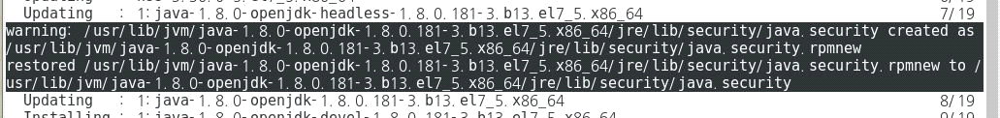 Updating : 1: java-1.8.0-openjdk-headless-1.8.0.181-3.b13.el7_5.x86_64 7/19
warning: /usr/lib/jvm/java-1.8.0-openjdk-1.8.0.181-3.b13.el7_5.x86_64/jre/lib/security/java.security created as
/usr/lib/jvm/java-1.8.0-openjdk-1.8.0.181-3.b13.el7_5.x86_64/jre/lib/security/java.security.rpmnew
restored /usr/lib/jvm/java-1.8.0-openjdk-1.8.0.181-3.b13.el7_5.x86_64/jre/lib/security/java.security.rpmnew to /
usr/lib/jvm/java-1.8.0-openjdk-1.8.0.181-3.b13.el7_5.x86_64/jre/lib/security/java.security
Updating : 1: java-1.8.0-openjdk-1.8.0.181-3.b13.el7_5.x86_64 8/19
Installing : 1: java-1.8.0-openjdk-devel-1.8.0.181-3.b13.el7_5.x86_64 9/19